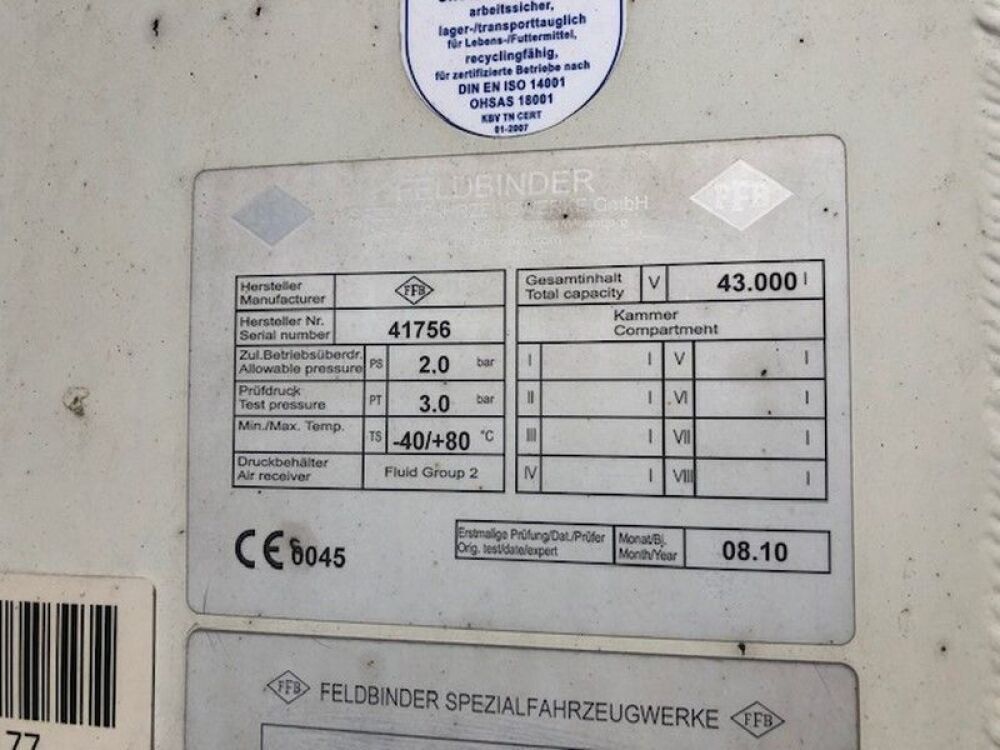 arbeitssicher,
lager-/transporttauglich
für Lebens-/Futtermittel,
recyclingfähig,
für zertifizierte Betriebe nach
DIN EN ISO 14001
OHSAS 18001
KBV TN CERT
01-2007
FFB FELDBINDER FFB
GmbH
Hersteller
Manufacturer
FFB
Gesamtinhalt
Total capacity
V
43.000 l
Hersteller Nr.
Serial number
41756
Kammer
Compartment
Zul.Betriebsüberdr.
Allowable pressure
PS
2,0 bar
I l V l
Prüfdruck
Test pressure
PT
3.0 bar
II l VI l
Min./Max. Temp.
TS
-40/+80 °C
III l VII l
Druckbehälter
Air receiver
Fluid Group 2
IV l VIII l
CE 0045
Erstmalige Prüfung/Dat./Prüfer
Orig. test/date/expert
Monat/Bj.
Month/Year
08.10
FFB FELDBINDER SPEZIALFAHRZEUGWERKE FFB
77